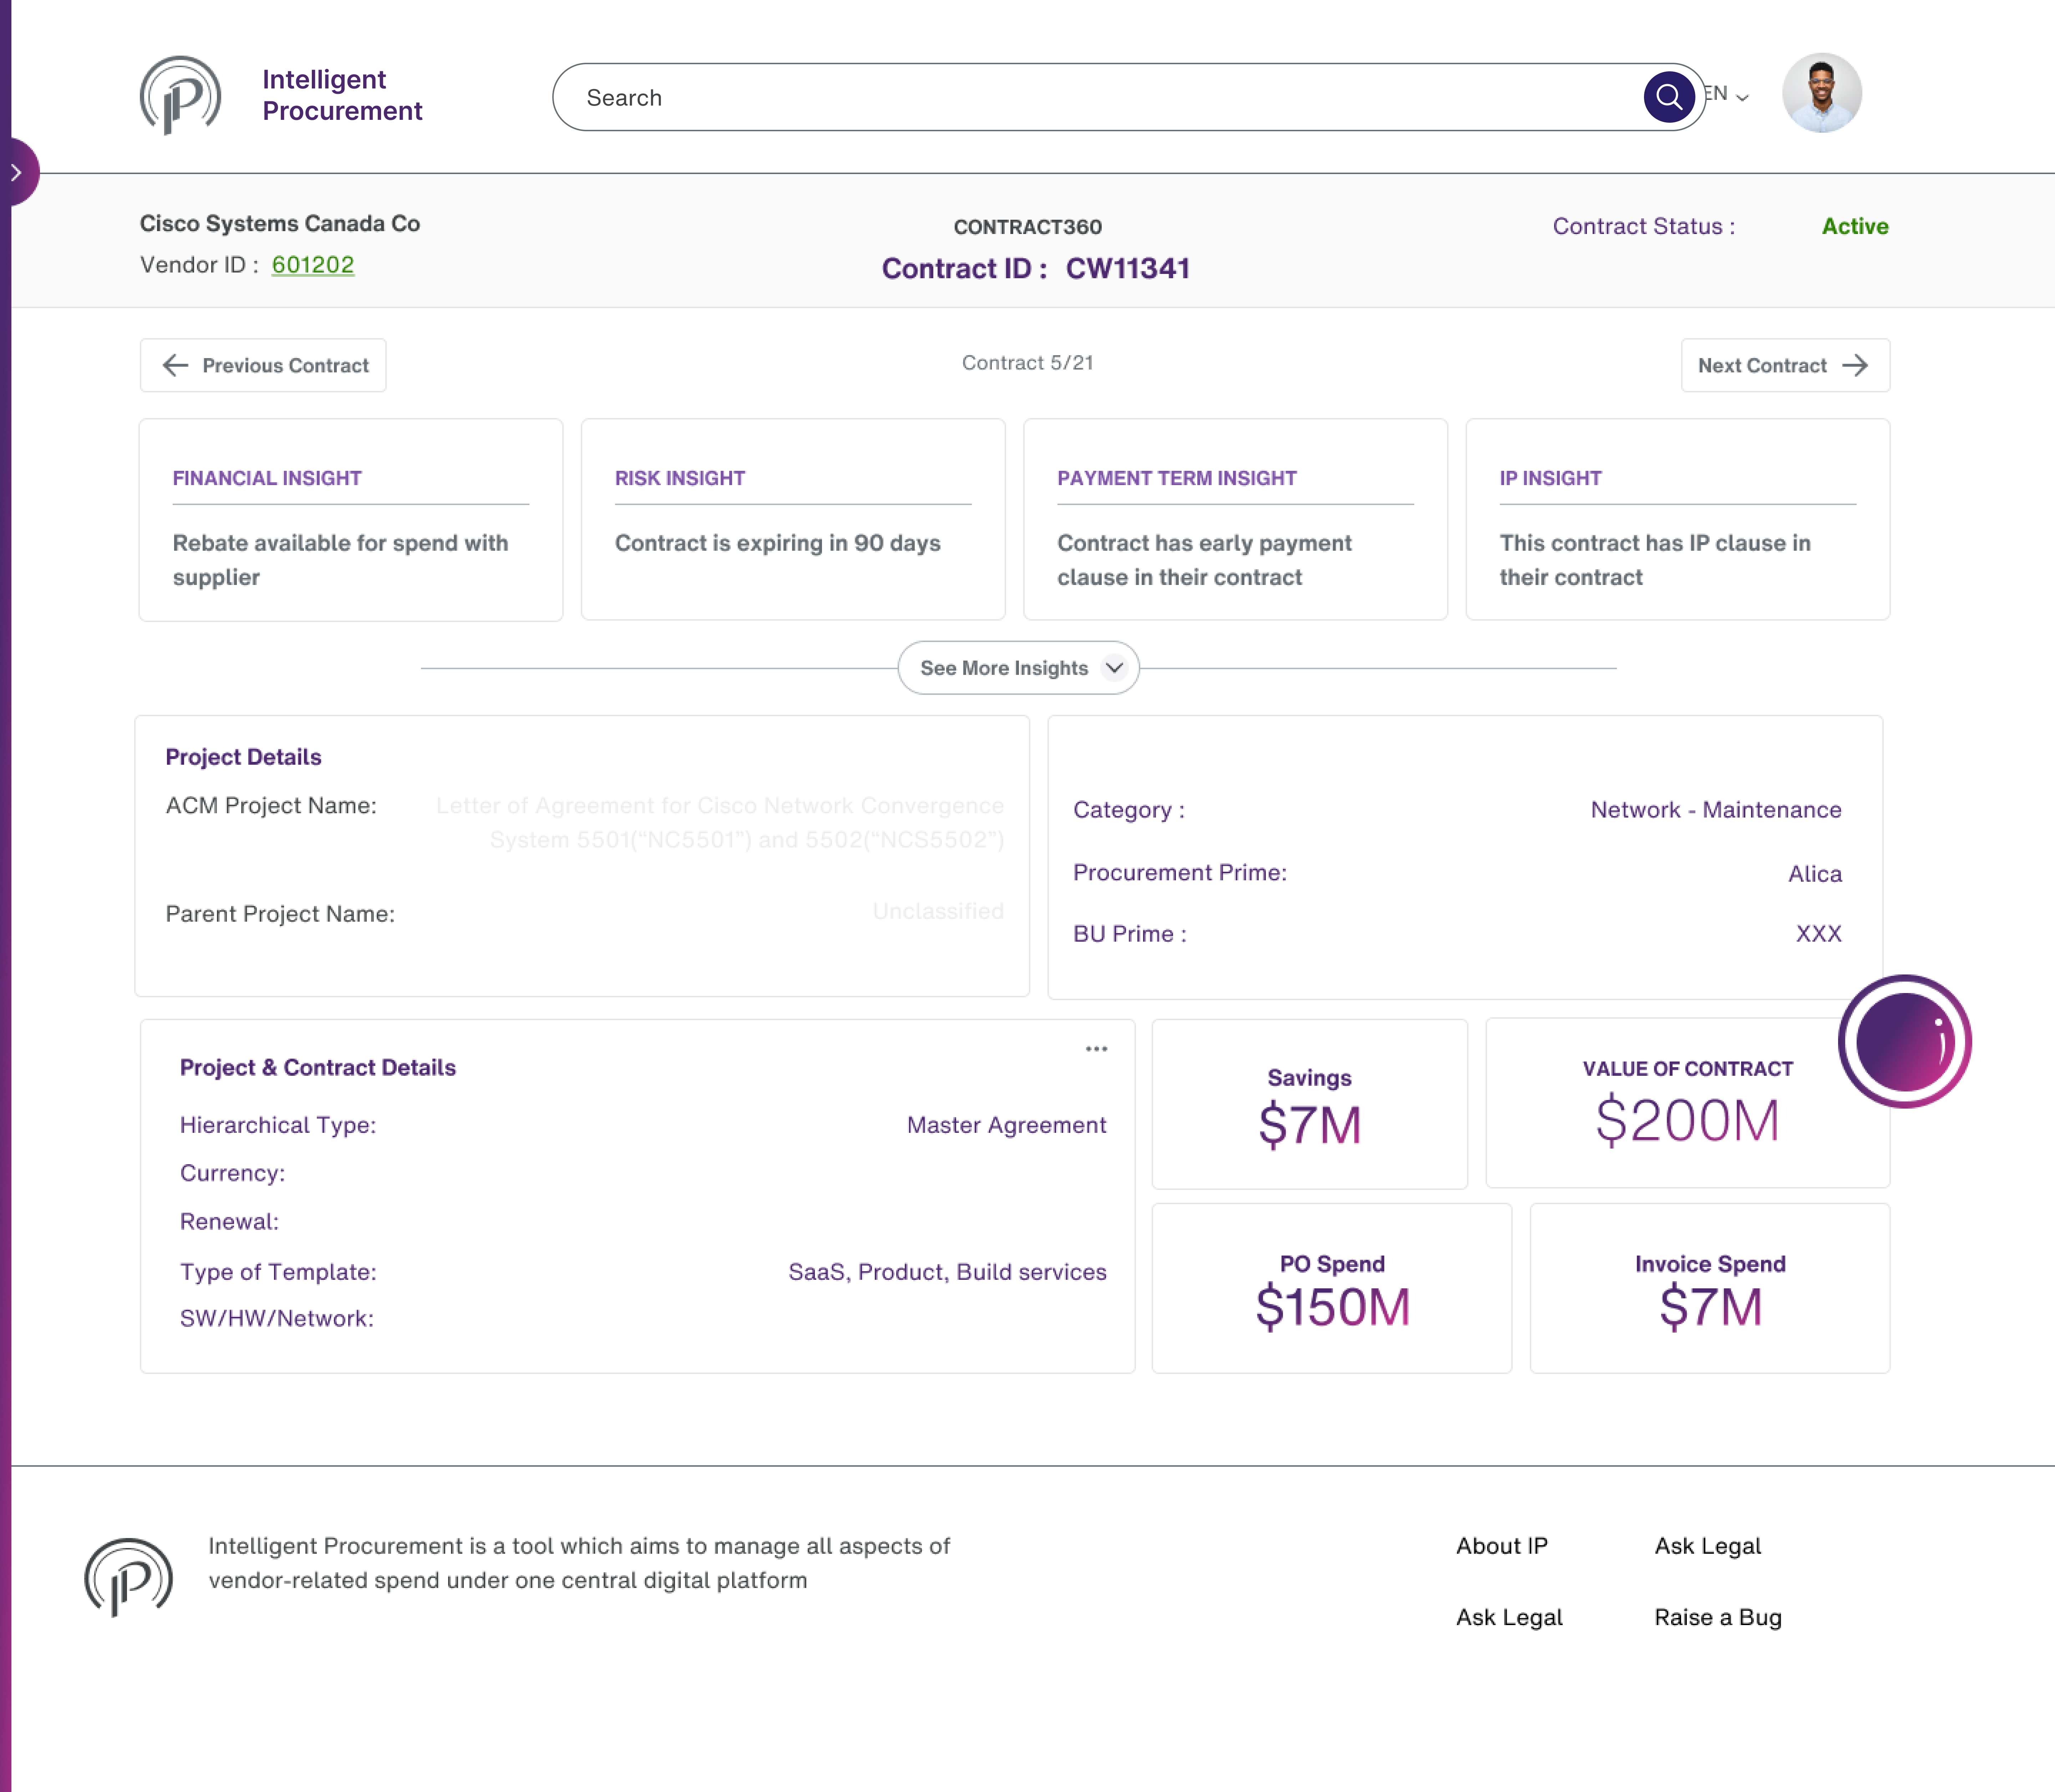 Intelligent
Procurement
Search
EN
Cisco Systems Canada Co
Vendor ID : 601202
CONTRACT360
Contract ID : CW11341
Contract Status : Active
Previous Contract
Contract 5/21
Next Contract
FINANCIAL INSIGHT
Rebate available for spend with
supplier
RISK INSIGHT
Contract is expiring in 90 days
PAYMENT TERM INSIGHT
Contract has early payment
clause in their contract
IP INSIGHT
This contract has IP clause in
their contract
See More Insights
Project Details
ACM Project Name: Letter of Agreement for Cisco Network Convergence
System 5501(“NC5501”) and 5502(“NCS5502”)
Parent Project Name: Unclassified
Category : Network - Maintenance
Procurement Prime: Alica
BU Prime : XXX
Project & Contract Details
Hierarchical Type: Master Agreement
Currency:
Renewal:
Type of Template: SaaS, Product, Build services
SW/HW/Network:
Savings
$7M
VALUE OF CONTRACT
$200M
PO Spend
$150M
Invoice Spend
$7M
Intelligent Procurement is a tool which aims to manage all aspects of
vendor-related spend under one central digital platform
About IP
Ask Legal
Ask Legal
Raise a Bug